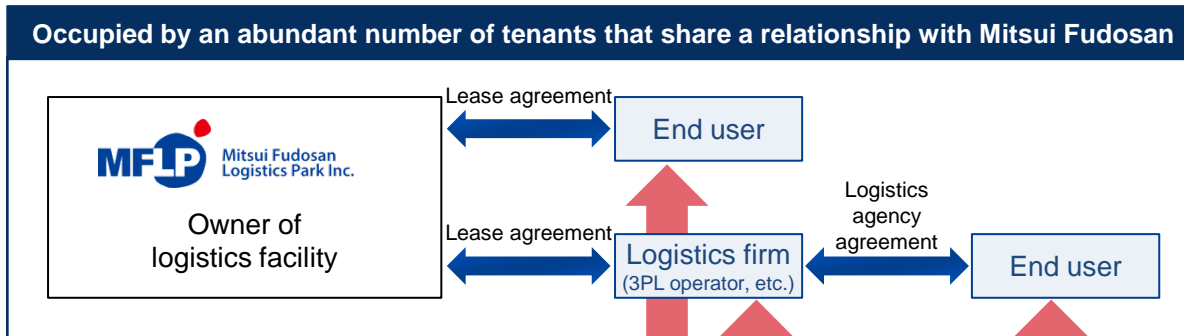 Occupied by an abundant number of tenants that share a relationship with Mitsui Fudosan
Lease agreement
End user
MFLP
Mitsui Fudosan
Logistics Park Inc.
Owner of
logistics facility
Logistics
agency
agreement
Lease agreement
Logistics firm
(3PL operator, etc.)
End user